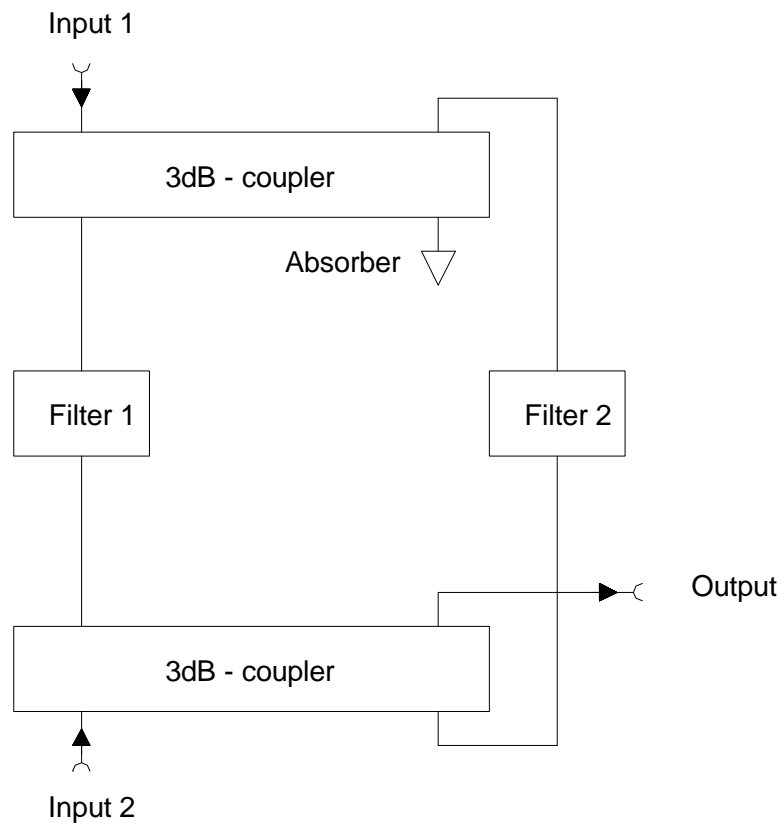 Input 1
3dB - coupler
Absorber
Filter 1
Filter 2
Output
3dB - coupler
Input 2